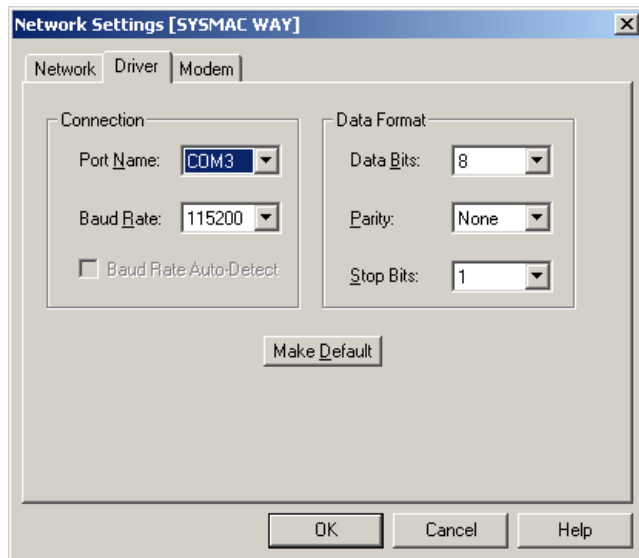 Network Settings [SYSMAC WAY]
Network Driver Modem
Connection
Port Name: COM3
Baud Rate: 115200
Baud Rate Auto-Detect
Data Format
Data Bits: 8
Parity: None
Stop Bits: 1
Make Default
OK Cancel Help